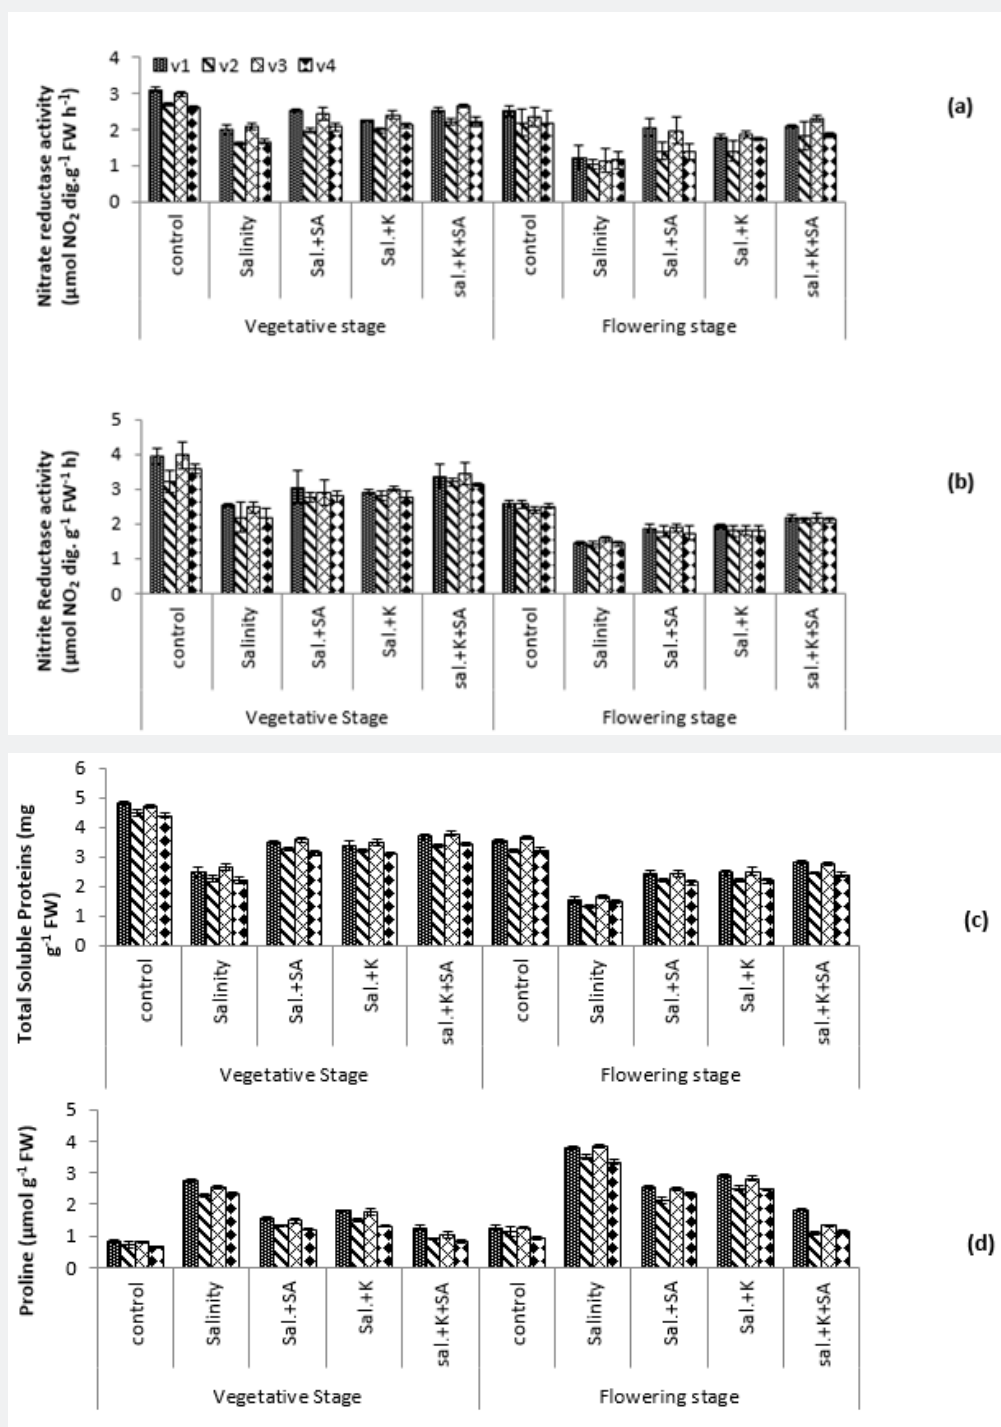 4
v1 v2 v3 v4
3
2
1
0
Nitrate reductase activity
(µmol NO2 dig.g-1 FW h-1)
(a)
control Salinity Sal.+SA Sal.+K sal.+K+SA control Salinity Sal.+SA Sal.+K sal.+K+SA
Vegetative stage Flowering stage
5
4
3
2
1
0
Nitrite Reductase activity
(µmol NO2 dig. g-1 FW-1 h)
(b)
control Salinity Sal.+SA Sal.+K sal.+K+SA control Salinity Sal.+SA Sal.+K sal.+K+SA
Vegetative Stage Flowering stage
6
5
4
3
2
1
0
Total Soluble Proteins (mg
g-1 FW)
(c)
control Salinity Sal.+SA Sal.+K sal.+K+SA control Salinity Sal.+SA Sal.+K sal.+K+SA
Vegetative Stage Flowering stage
5
4
3
2
1
0
Proline (µmol g-1 FW)
(d)
control Salinity Sal.+SA Sal.+K sal.+K+SA control Salinity Sal.+SA Sal.+K sal.+K+SA
Vegetative Stage Flowering stage